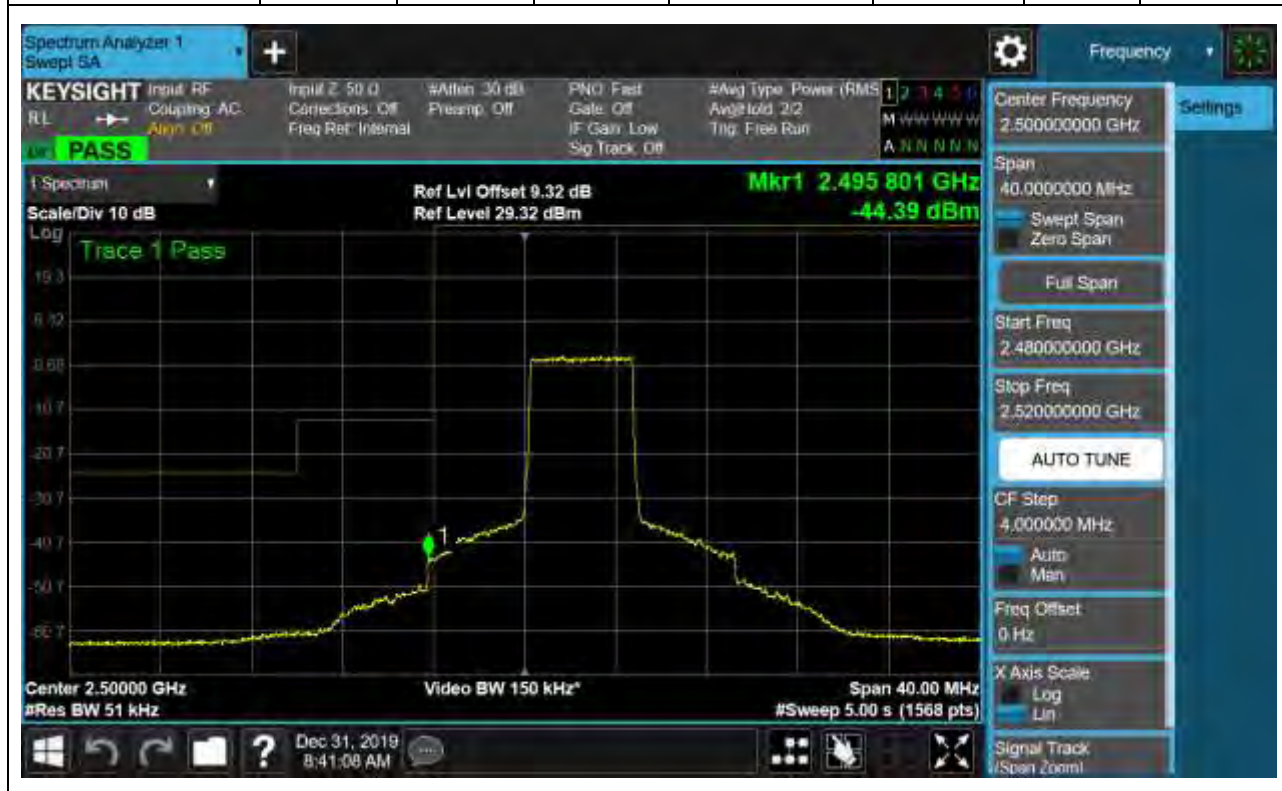 Spectrum Analyzer 1
Swept SA
+
Frequency
KEYSIGHT
Input: RF
Input Z: 50 Ω
#Atten: 30 dB
PNO: Fast
#Avg Type: Power (RMS
1 2 3 4 5 6
RL
Coupling: AC
Corrections: Off
Preamp: Off
Gate: Off
Avg|Hold: 2/2
M W W W W W
Align: Off
Freq Ref: Internal
IF Gain: Low
Trig: Free Run
Sig Track: Off
A N N N N N
PASS
1 Spectrum
Ref Lvl Offset 9.32 dB
Mkr1 2.495 801 GHz
Scale/Div 10 dB
Ref Level 29.32 dBm
-44.39 dBm
Log
Trace 1 Pass
19.3
9.32
-10.7
-20.7
-30.7
-40.7
-50.7
-60.7
1
Center 2.50000 GHz
Video BW 150 kHz*
Span 40.00 MHz
#Res BW 51 kHz
#Sweep 5.00 s (1568 pts)
Center Frequency
2.500000000 GHz
Settings
Span
40.0000000 MHz
Swept Span
Zero Span
Full Span
Start Freq
2.480000000 GHz
Stop Freq
2.520000000 GHz
AUTO TUNE
CF Step
4.000000 MHz
Auto
Man
Freq Offset
0 Hz
X Axis Scale
Log
Lin
Signal Track
(Span Zoom)
?
Dec 31, 2019
8:41:08 AM